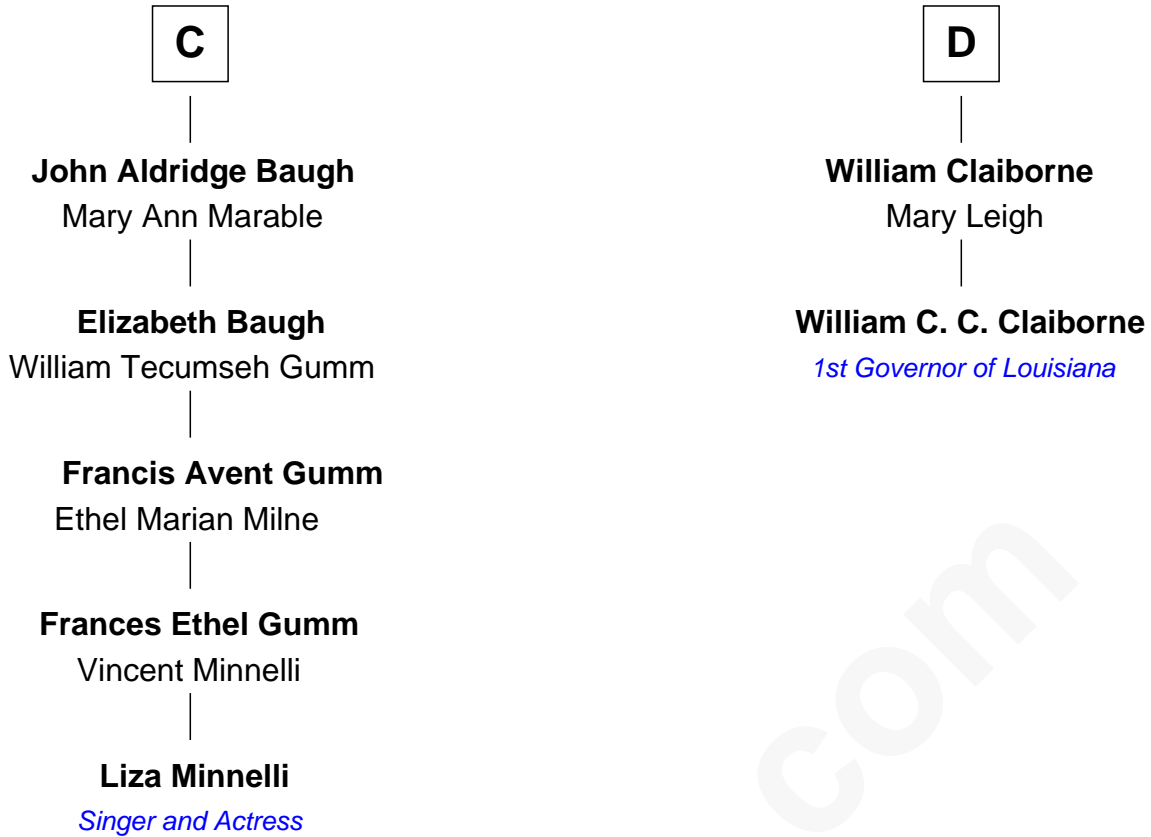 C
John Aldridge Baugh
Mary Ann Marable
Elizabeth Baugh
William Tecumseh Gumm
Francis Avent Gumm
Ethel Marian Milne
Frances Ethel Gumm
Vincent Minnelli
Liza Minnelli
Singer and Actress
D
William Claiborne
Mary Leigh
William C. C. Claiborne
1st Governor of Louisiana
com